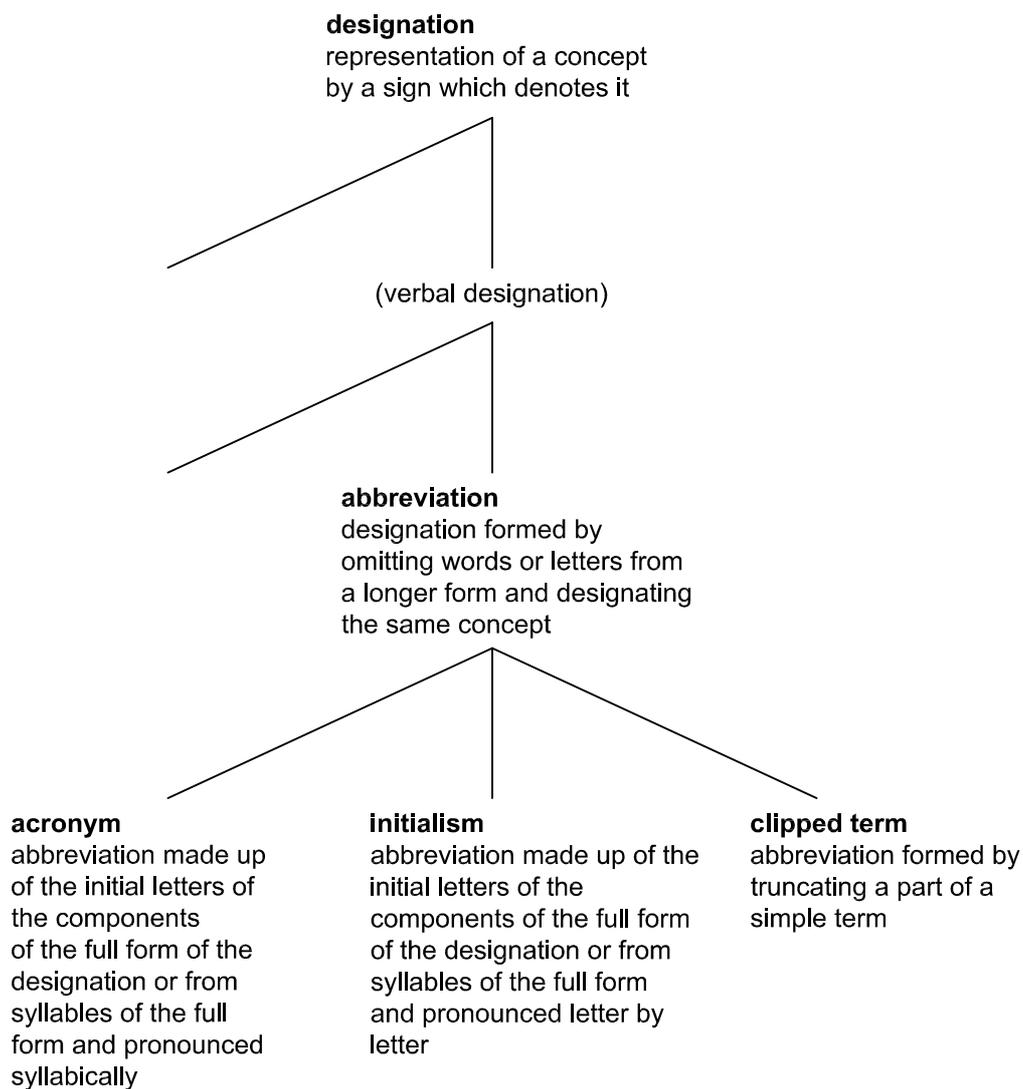 designation
representation of a concept
by a sign which denotes it
(verbal designation)
abbreviation
designation formed by
omitting words or letters from
a longer form and designating
the same concept
acronym
abbreviation made up
of the initial letters of
the components
of the full form of the
designation or from
syllables of the full
form and pronounced
syllabically
initialism
abbreviation made up of the
initial letters of the
components of the full form
of the designation or from
syllables of the full form
and pronounced letter by
letter
clipped term
abbreviation formed by
truncating a part of a
simple term